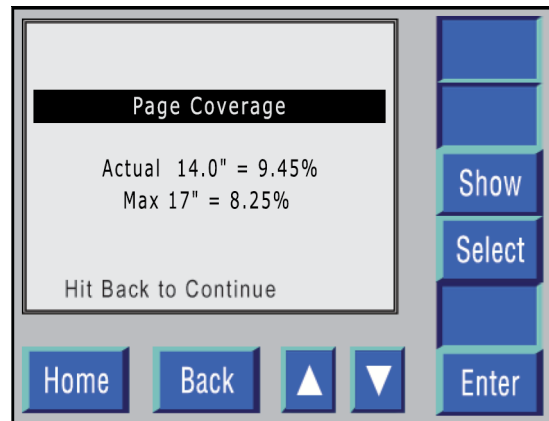 Page Coverage
Actual 14.0" = 9.45%
Max 17" = 8.25%
Hit Back to Continue
Show
Select
Home
Back
Enter